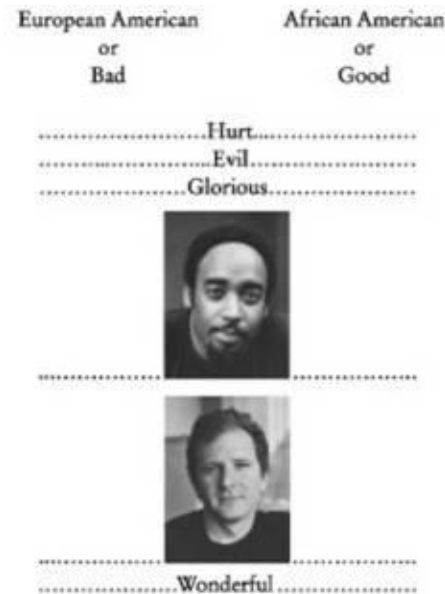 European American African American
or or
Bad Good
........................Hurt........................
........................Evil........................
.....................Glorious.....................
....................Wonderful....................